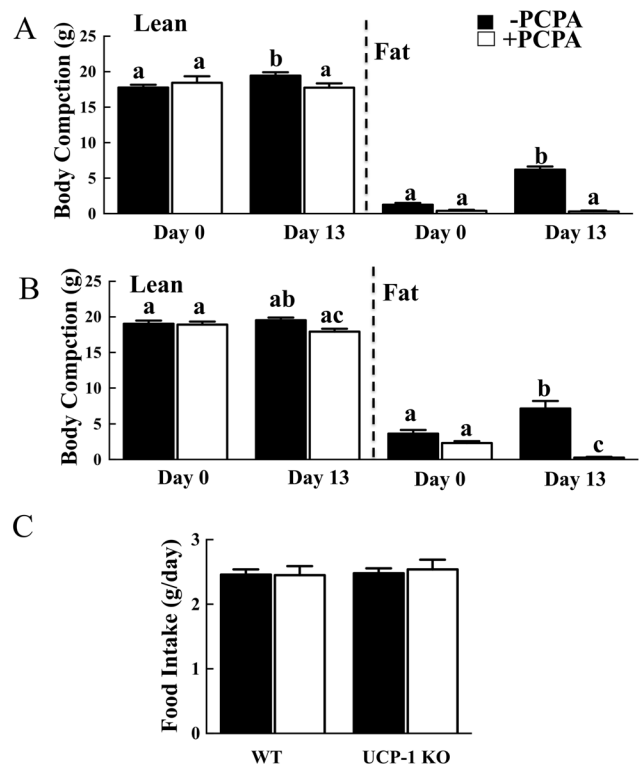 A
Lean
Fat
-PCPA
+PCPA
Body Compction (g)
25
20
15
10
5
0
a a b a
a a b a
Day 0 Day 13 Day 0 Day 13
B
Lean
Fat
Body Compction (g)
25
20
15
10
5
0
a a ab ac
a a b c
Day 0 Day 13 Day 0 Day 13
C
Food Intake (g/day)
3
2
1
0
WT UCP-1 KO